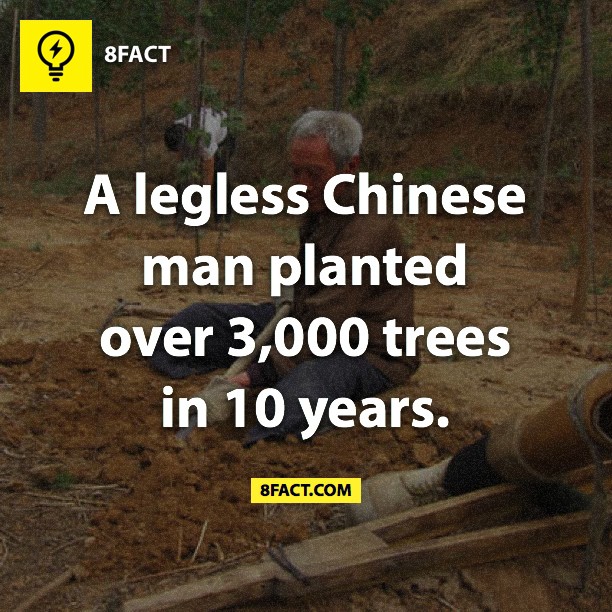 8FACT
A legless Chinese
man planted
over 3,000 trees
in 10 years.
8FACT.COM